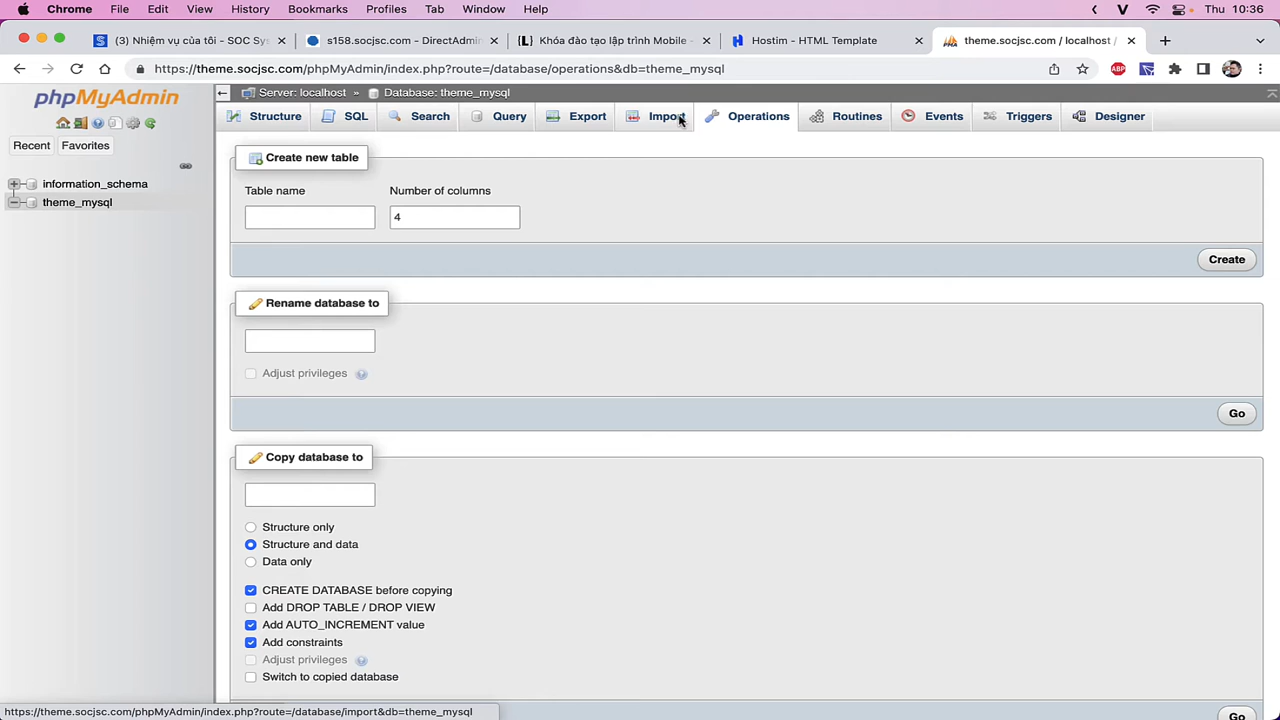 Chrome File Edit View History Bookmarks Profiles Tab Window Help Thu 10:36
(3) Nhiệm vụ của tôi - SOC Sy s158.socjsc.com - DirectAdmin Khóa đào tạo lập trình Mobile - Hostim - HTML Template theme.socjsc.com / localhost /
https://theme.socjsc.com/phpMyAdmin/index.php?route=/database/operations&db=theme_mysql
phpMyAdmin
Recent Favorites
information_schema
theme_mysql
Server: localhost » Database: theme_mysql
Structure SQL Search Query Export Import Operations Routines Events Triggers Designer
Create new table
Table name Number of columns
4
Create
Rename database to
Adjust privileges
Go
Copy database to
Structure only
Structure and data
Data only
CREATE DATABASE before copying
Add DROP TABLE / DROP VIEW
Add AUTO_INCREMENT value
Add constraints
Adjust privileges
Switch to copied database
Go
https://theme.socjsc.com/phpMyAdmin/index.php?route=/database/import&db=theme_mysql